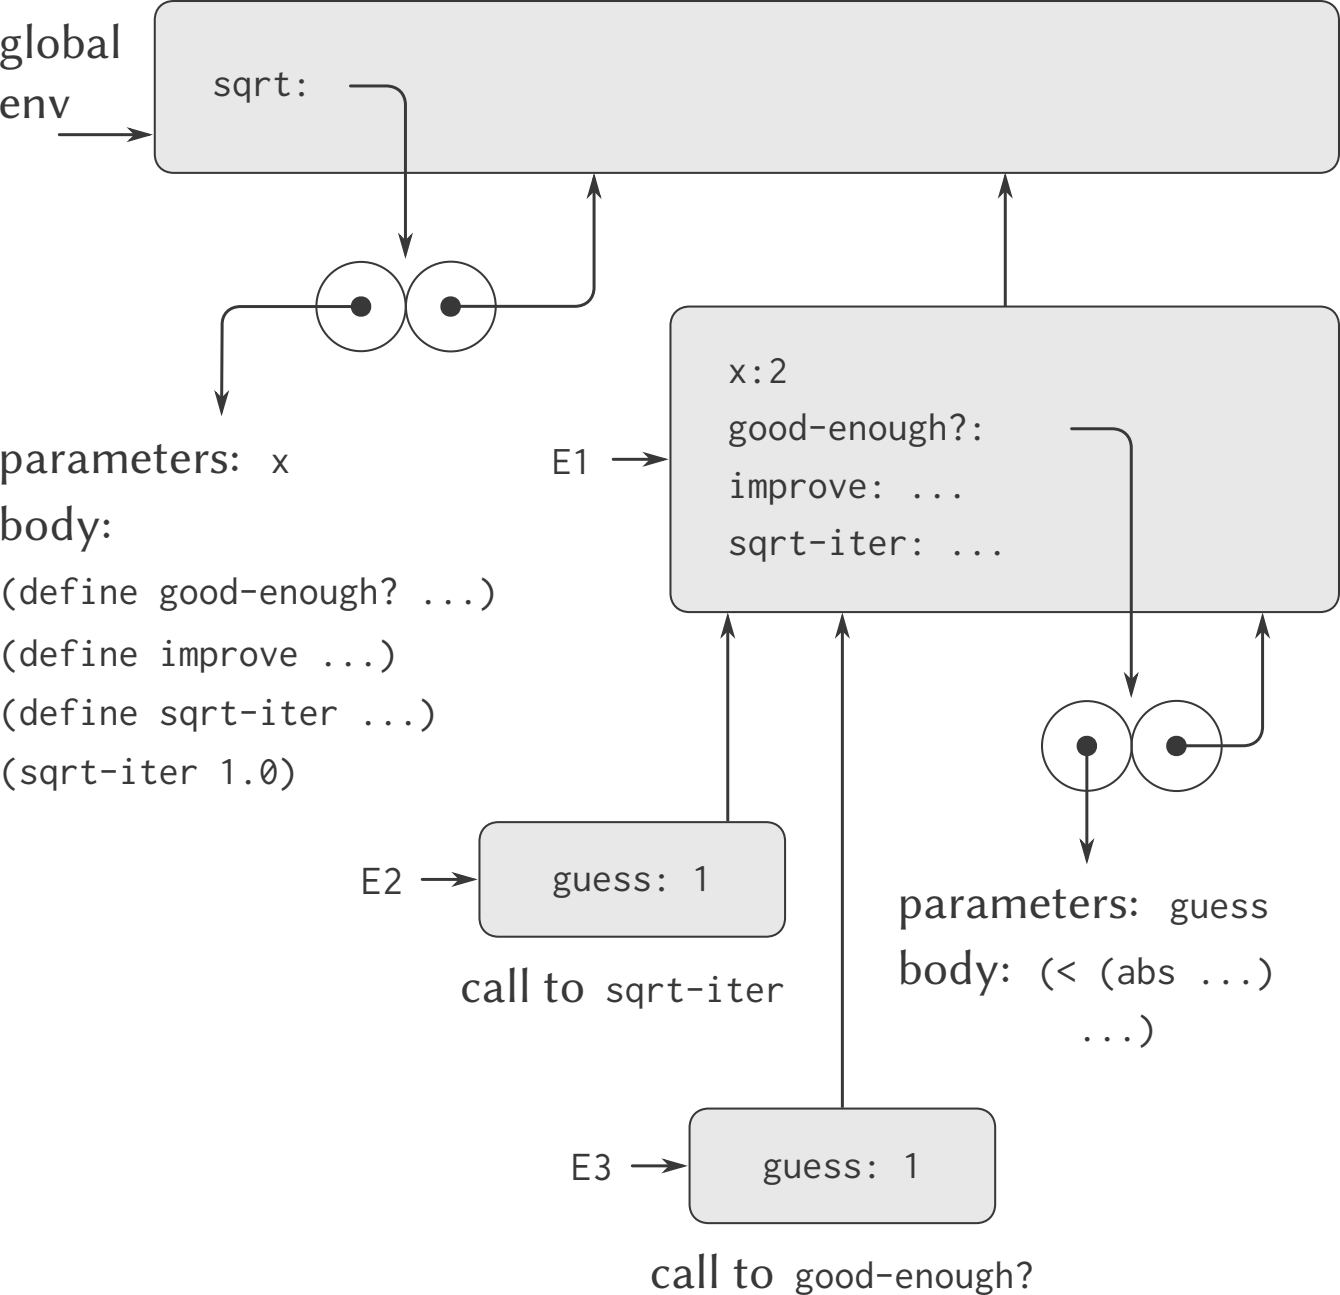 global
env
sqrt:
x:2
good-enough?:
improve: ...
sqrt-iter: ...
E1
parameters: x
body:
(define good-enough? ...)
(define improve ...)
(define sqrt-iter ...)
(sqrt-iter 1.0)
E2
guess: 1
call to sqrt-iter
parameters: guess
body: (< (abs ...)
...)
E3
guess: 1
call to good-enough?